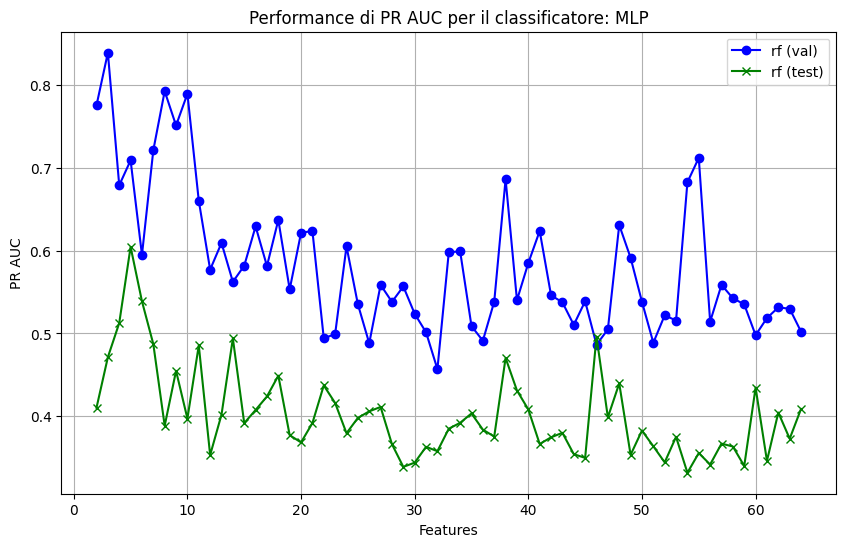 Performance di PR AUC per il classificatore: MLP
rf (val)
rf (test)
PR AUC
0.8
0.7
0.6
0.5
0.4
0
10
20
30
40
50
60
Features